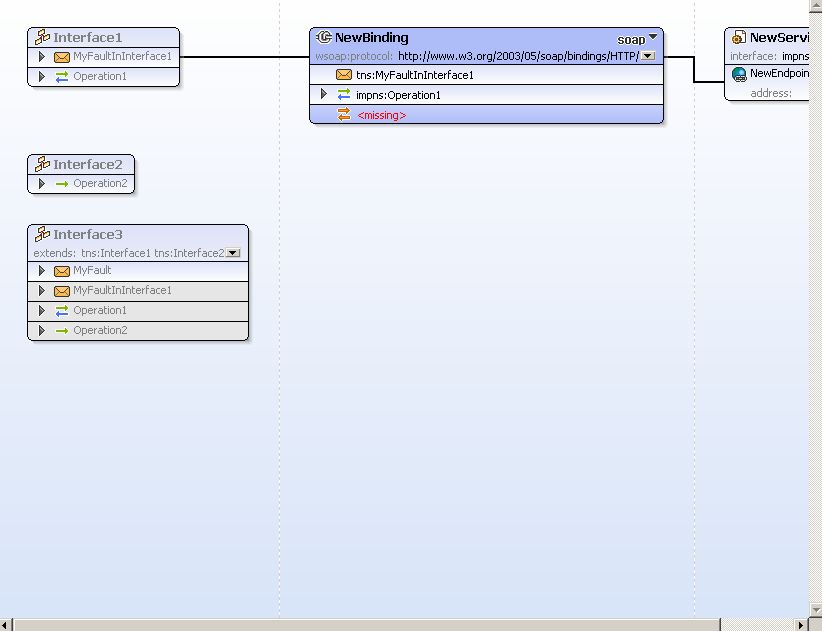 Interface1
MyFaultInInterface1
Operation1
NewBinding soap
wsoap:protocol: http://www.w3.org/2003/05/soap/bindings/HTTP/
tns:MyFaultInInterface1
impns:Operation1
<missing>
NewServi
interface: impns
NewEndpoin
address:
Interface2
Operation2
Interface3
extends: tns:Interface1 tns:Interface2
MyFault
MyFaultInInterface1
Operation1
Operation2